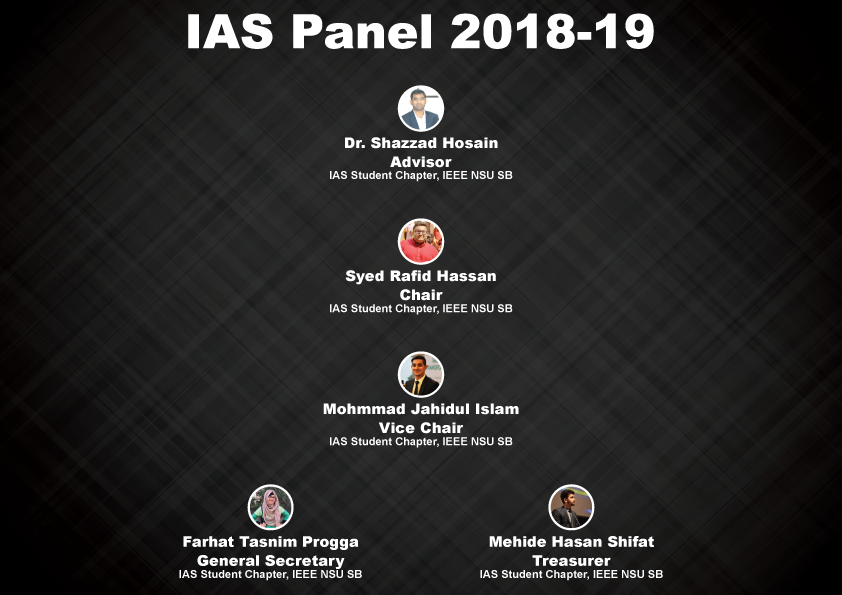 IAS Panel 2018-19
Dr. Shazzad Hosain
Advisor
IAS Student Chapter, IEEE NSU SB
Syed Rafid Hassan
Chair
IAS Student Chapter, IEEE NSU SB
Mohmmad Jahidul Islam
Vice Chair
IAS Student Chapter, IEEE NSU SB
Farhat Tasnim Progga
General Secretary
IAS Student Chapter, IEEE NSU SB
Mehide Hasan Shifat
Treasurer
IAS Student Chapter, IEEE NSU SB